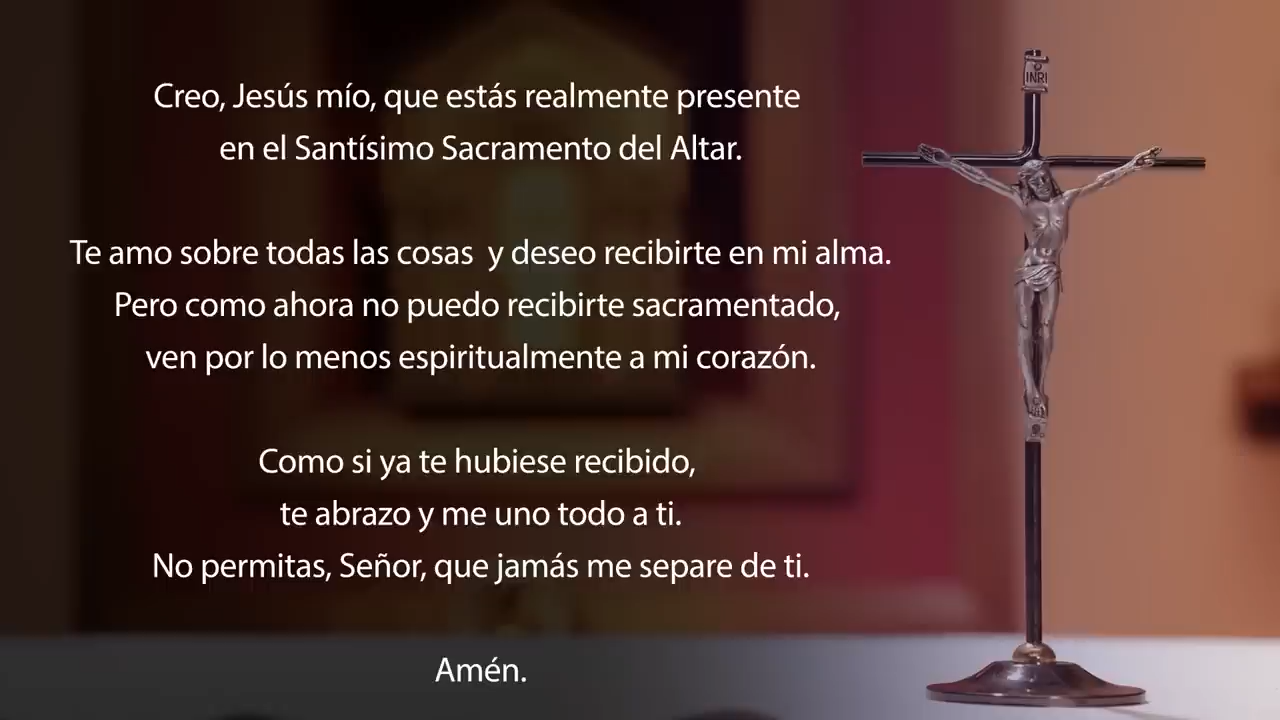 Creo, Jesús mío, que estás realmente presente
en el Santísimo Sacramento del Altar.
Te amo sobre todas las cosas  y deseo recibirte en mi alma.
Pero como ahora no puedo recibirte sacramentado,
ven por lo menos espiritualmente a mi corazón.
Como si ya te hubiese recibido,
te abrazo y me uno todo a ti.
No permitas, Señor, que jamás me separe de ti.
Amén.
INRI